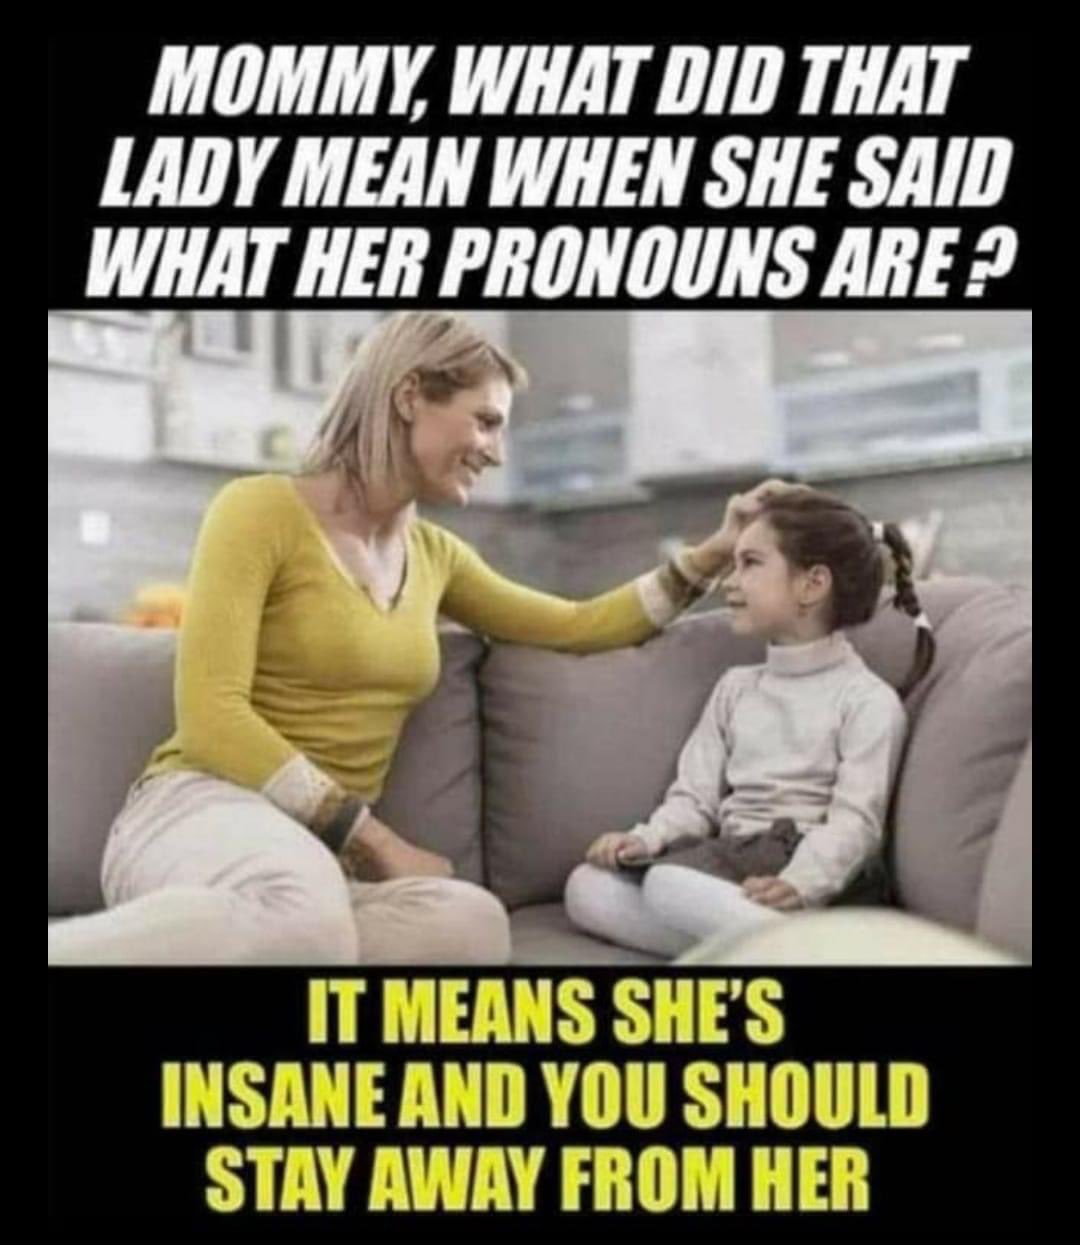 MOMMY, WHAT DID THAT
LADY MEAN WHEN SHE SAID
WHAT HER PRONOUNS ARE ?
IT MEANS SHE'S
INSANE AND YOU SHOULD
STAY AWAY FROM HER